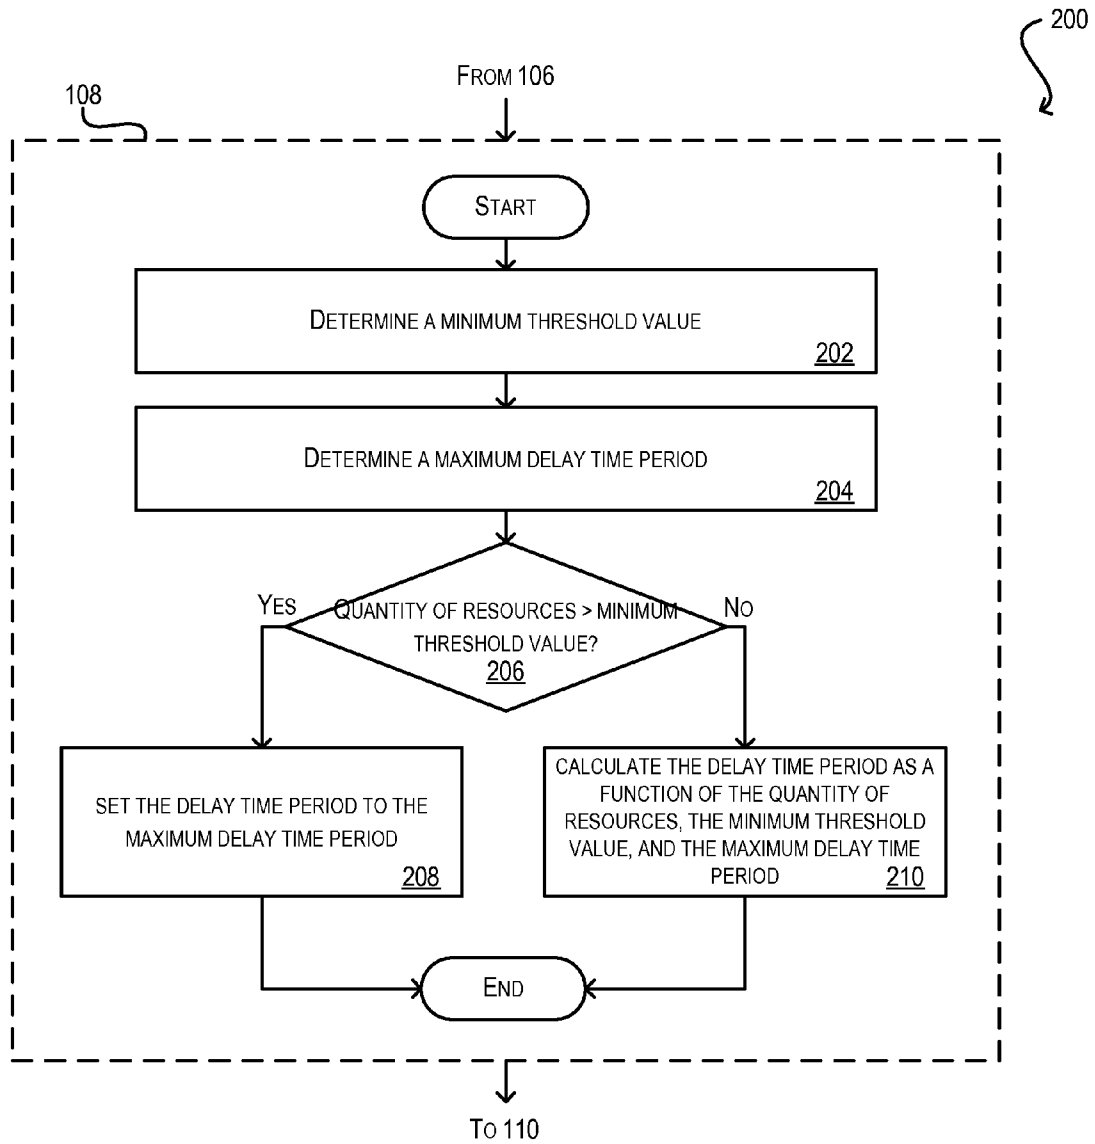 200
FROM 106
108
START
DETERMINE A MINIMUM THRESHOLD VALUE
202
DETERMINE A MAXIMUM DELAY TIME PERIOD
204
YES
QUANTITY OF RESOURCES > MINIMUM
THRESHOLD VALUE?
206
NO
SET THE DELAY TIME PERIOD TO THE
MAXIMUM DELAY TIME PERIOD
208
CALCULATE THE DELAY TIME PERIOD AS A
FUNCTION OF THE QUANTITY OF
RESOURCES, THE MINIMUM THRESHOLD
VALUE, AND THE MAXIMUM DELAY TIME
PERIOD
210
END
TO 110